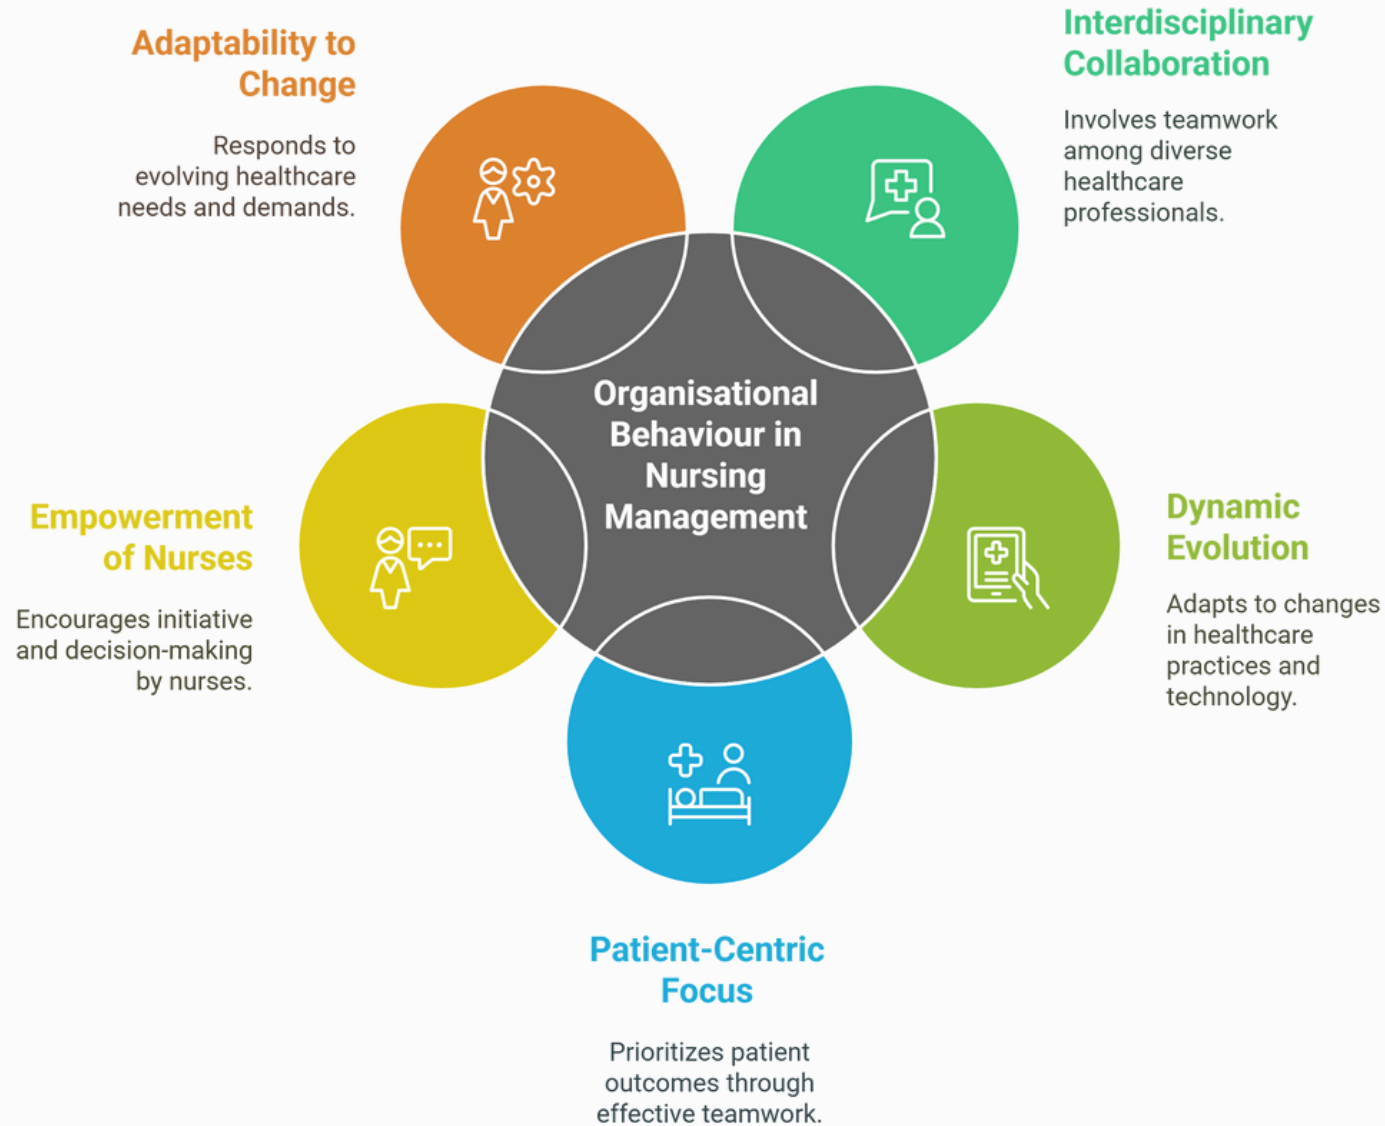 Adaptability to
Change
Responds to
evolving healthcare
needs and demands.
Interdisciplinary
Collaboration
Involves teamwork
among diverse
healthcare
professionals.
Organisational
Behaviour in
Nursing
Management
Empowerment
of Nurses
Encourages initiative
and decision-making
by nurses.
Dynamic
Evolution
Adapts to changes
in healthcare
practices and
technology.
Patient-Centric
Focus
Prioritizes patient
outcomes through
effective teamwork.